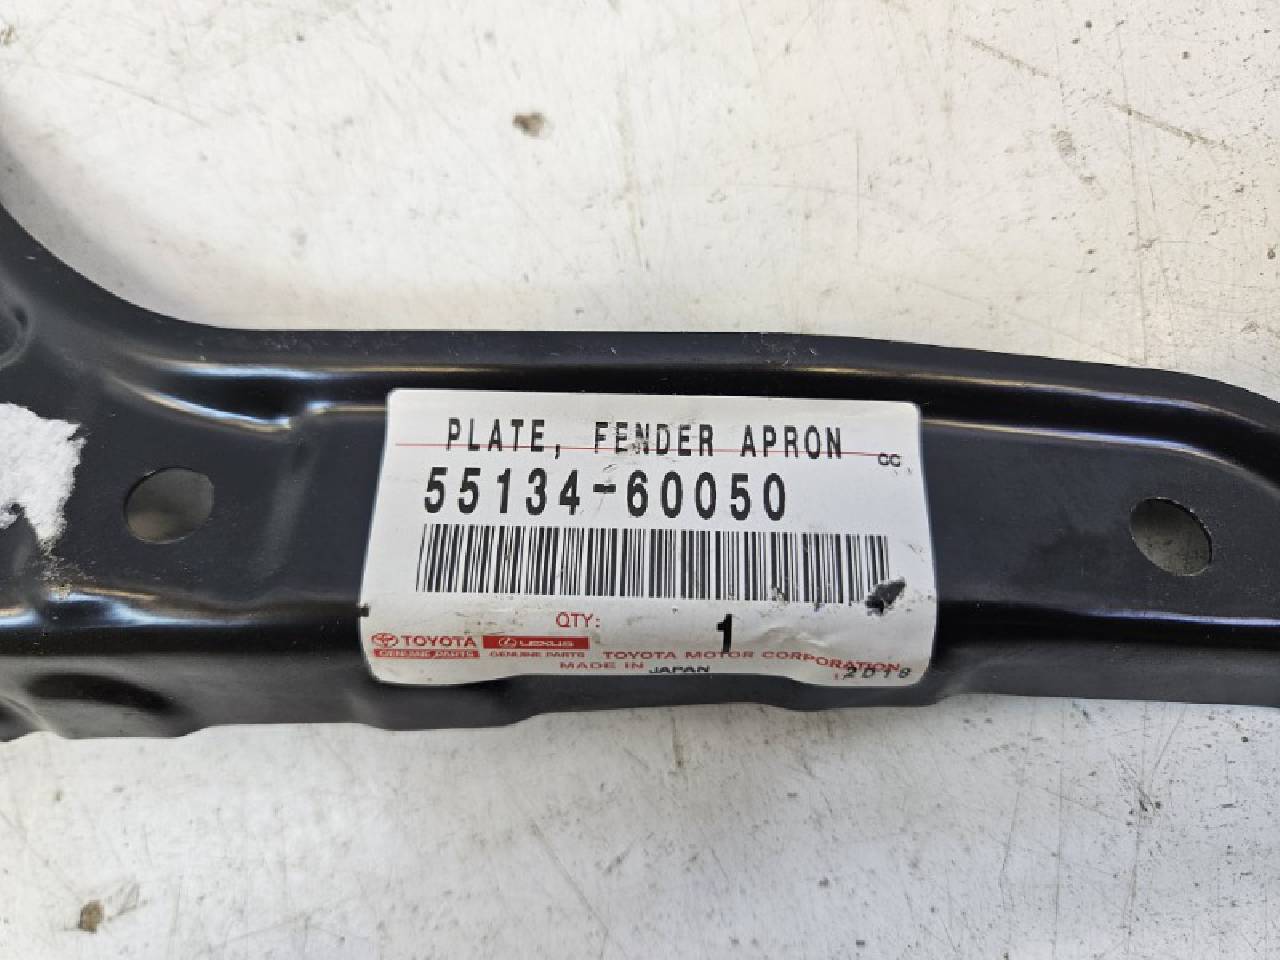 PLATE, FENDER APRON
CC
55134-60050
QTY:
1
TOYOTA
GENUINE PARTS
LEXUS
GENUINE PARTS
TOYOTA MOTOR CORPORATION
MADE IN JAPAN